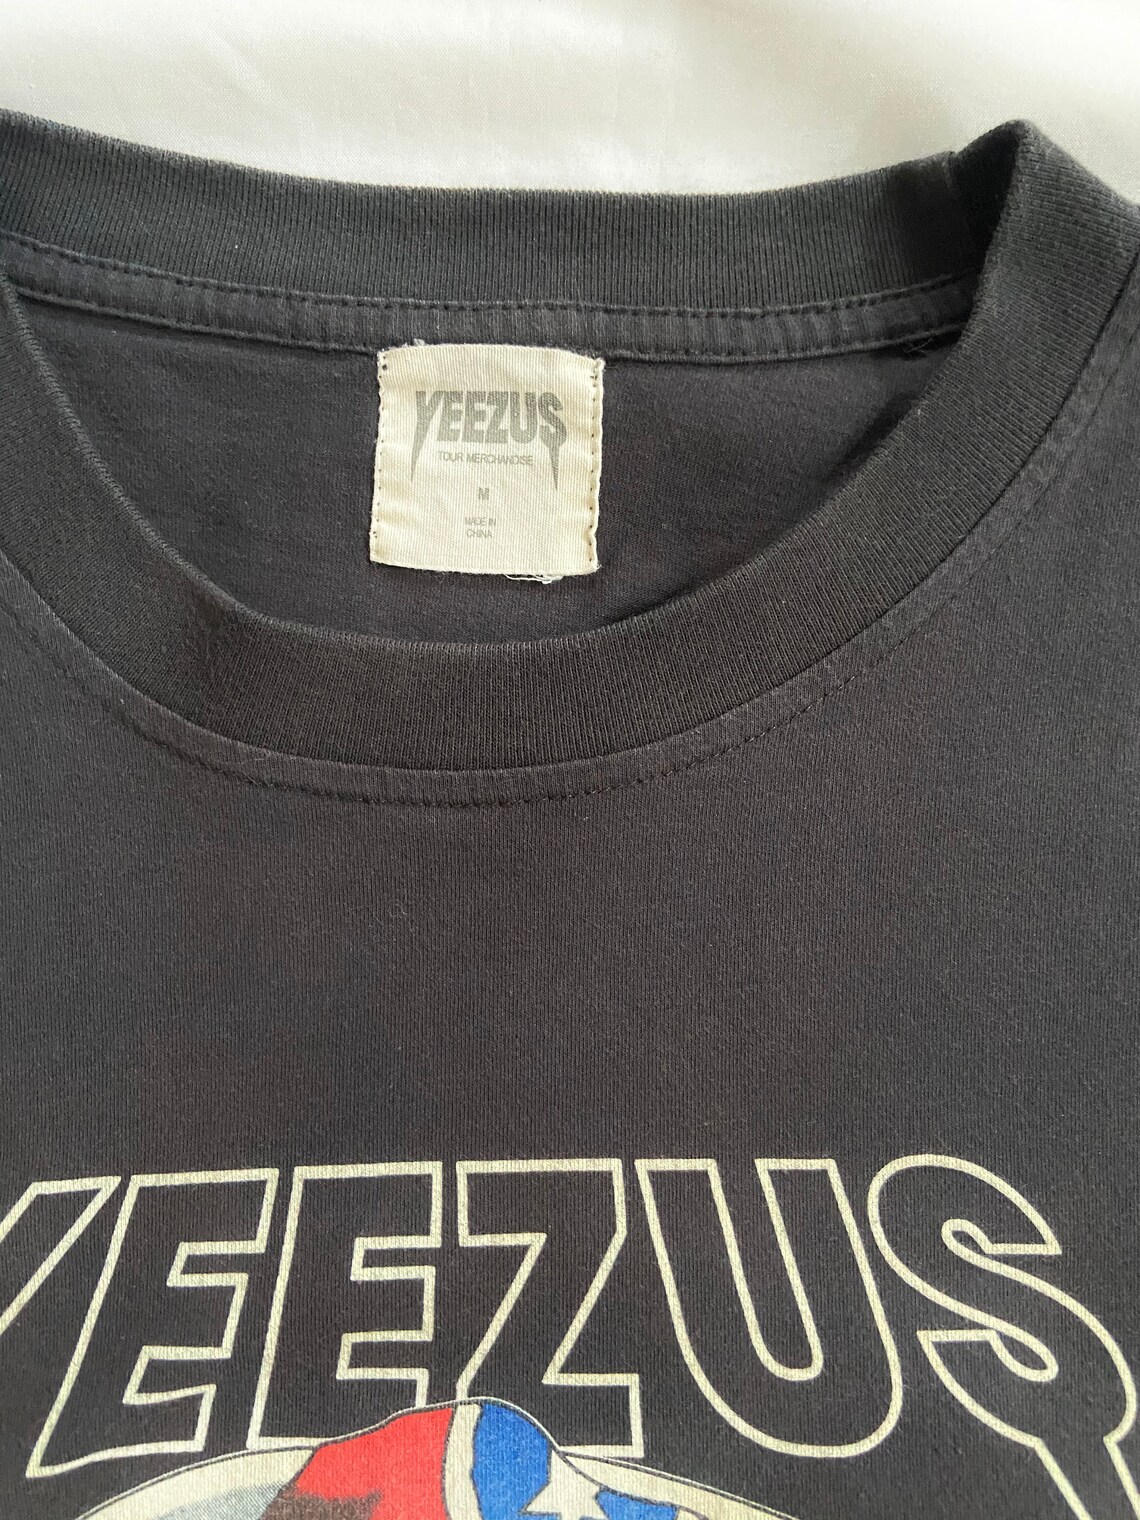 YEEZUS
TOUR MERCHANDISE
M
MADE IN
CHINA
YEEZUS